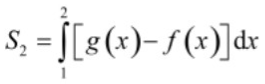 S₂ = ∫₁² [g(x) – f(x)]dx